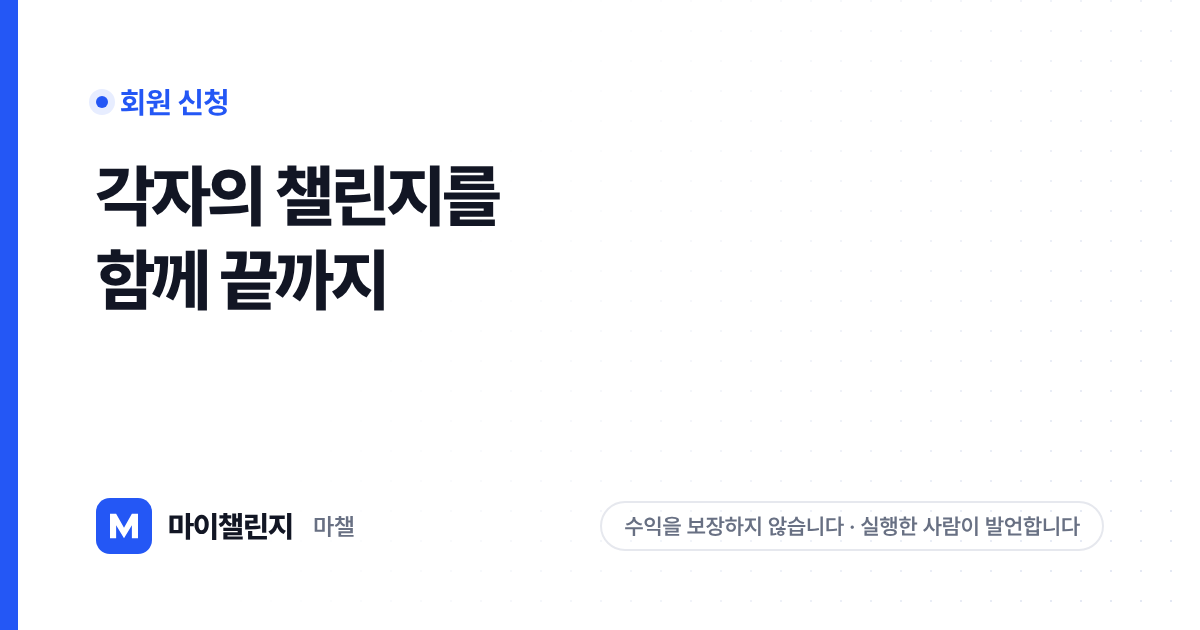 회원 신청
각자의 챌린지를
함께 끝까지
M 마이챌린지 마챌
수익을 보장하지 않습니다 · 실행한 사람이 발언합니다